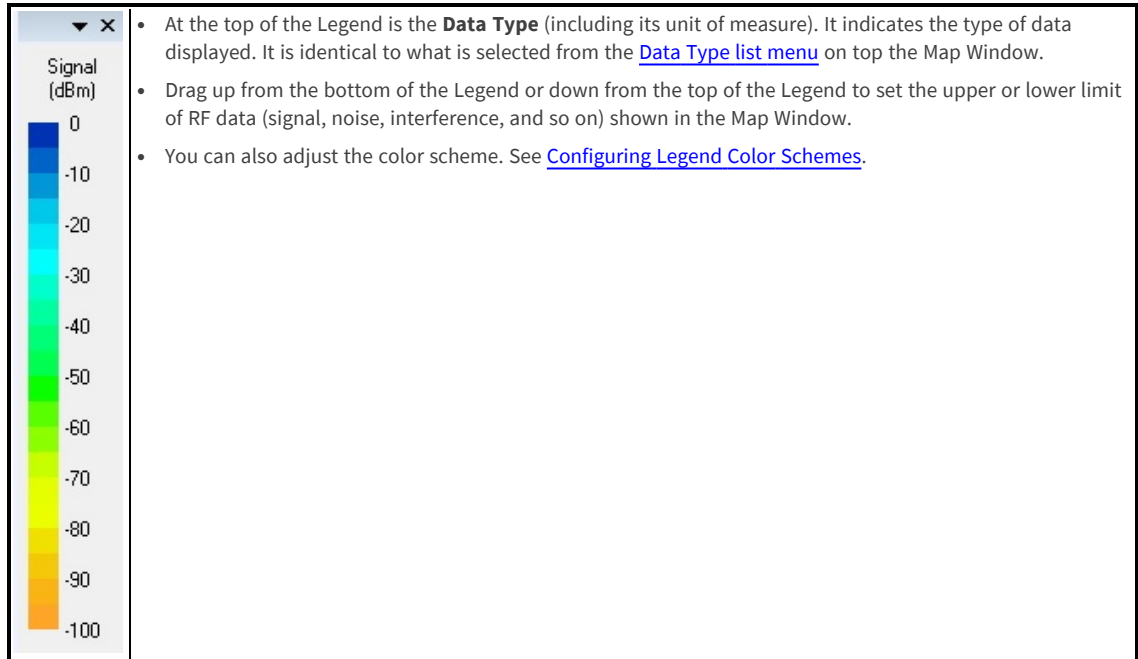 Signal
(dBm)
0
-10
-20
-30
-40
-50
-60
-70
-80
-90
-100
• At the top of the Legend is the Data Type (including its unit of measure). It indicates the type of data
displayed. It is identical to what is selected from the Data Type list menu on top the Map Window.
• Drag up from the bottom of the Legend or down from the top of the Legend to set the upper or lower limit
of RF data (signal, noise, interference, and so on) shown in the Map Window.
• You can also adjust the color scheme. See Configuring Legend Color Schemes.